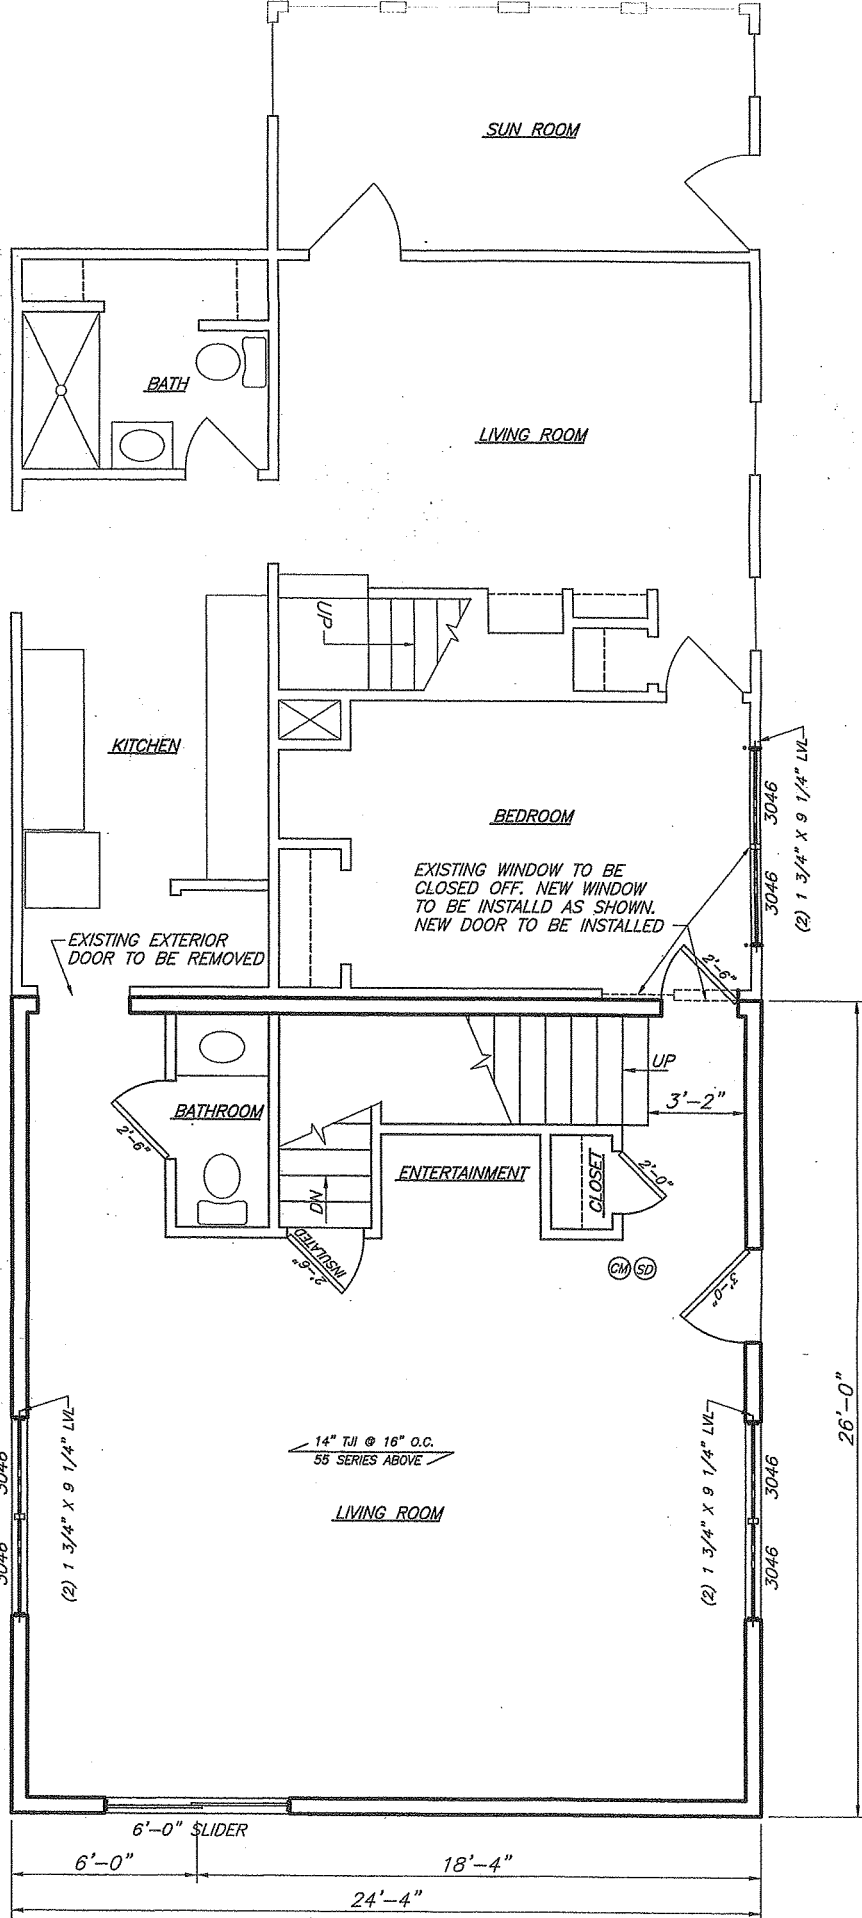 SUN ROOM
BATH
LIVING ROOM
UP
KITCHEN
BEDROOM
3046
3046
(2) 1 3/4" X 9 1/4" LVL
EXISTING WINDOW TO BE
CLOSED OFF. NEW WINDOW
TO BE INSTALLD AS SHOWN.
NEW DOOR TO BE INSTALLED
EXISTING EXTERIOR
DOOR TO BE REMOVED
2'-6"
UP
3'-2"
BATHROOM
2'-6"
ENTERTAINMENT
CLOSET
2'-0"
DN
INSULATED
2'-6"
CM
SD
3'-0"
26'-0"
14" TJI @ 16" O.C.
55 SERIES ABOVE
LIVING ROOM
3046
3046
(2) 1 3/4" X 9 1/4" LVL
(2) 1 3/4" X 9 1/4" LVL
3046
3046
6'-0" SLIDER
6'-0"
18'-4"
24'-4"